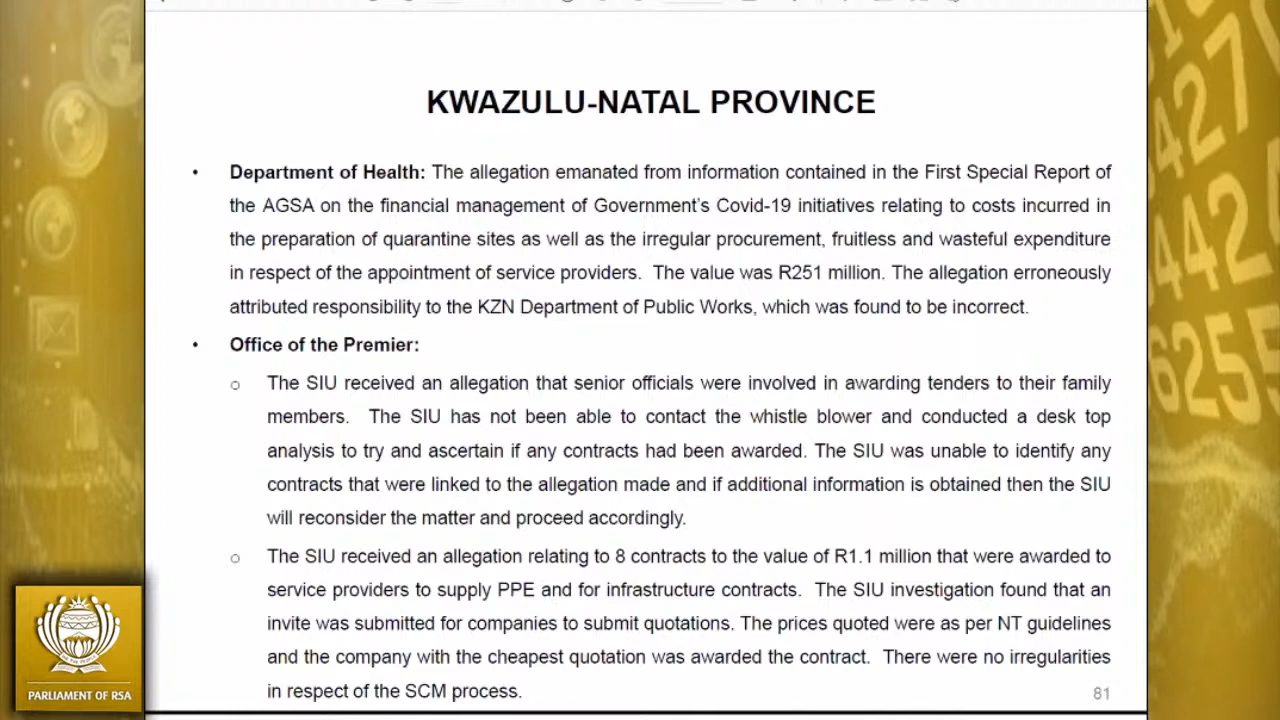 KWAZULU-NATAL PROVINCE
• Department of Health: The allegation emanated from information contained in the First Special Report of
the AGSA on the financial management of Government's Covid-19 initiatives relating to costs incurred in
the preparation of quarantine sites as well as the irregular procurement, fruitless and wasteful expenditure
in respect of the appointment of service providers. The value was R251 million. The allegation erroneously
attributed responsibility to the KZN Department of Public Works, which was found to be incorrect.
• Office of the Premier:
o The SIU received an allegation that senior officials were involved in awarding tenders to their family
members. The SIU has not been able to contact the whistle blower and conducted a desk top
analysis to try and ascertain if any contracts had been awarded. The SIU was unable to identify any
contracts that were linked to the allegation made and if additional information is obtained then the SIU
will reconsider the matter and proceed accordingly.
o The SIU received an allegation relating to 8 contracts to the value of R1.1 million that were awarded to
service providers to supply PPE and for infrastructure contracts. The SIU investigation found that an
invite was submitted for companies to submit quotations. The prices quoted were as per NT guidelines
and the company with the cheapest quotation was awarded the contract. There were no irregularities
in respect of the SCM process.
81
PARLIAMENT OF RSA
427
442
6255